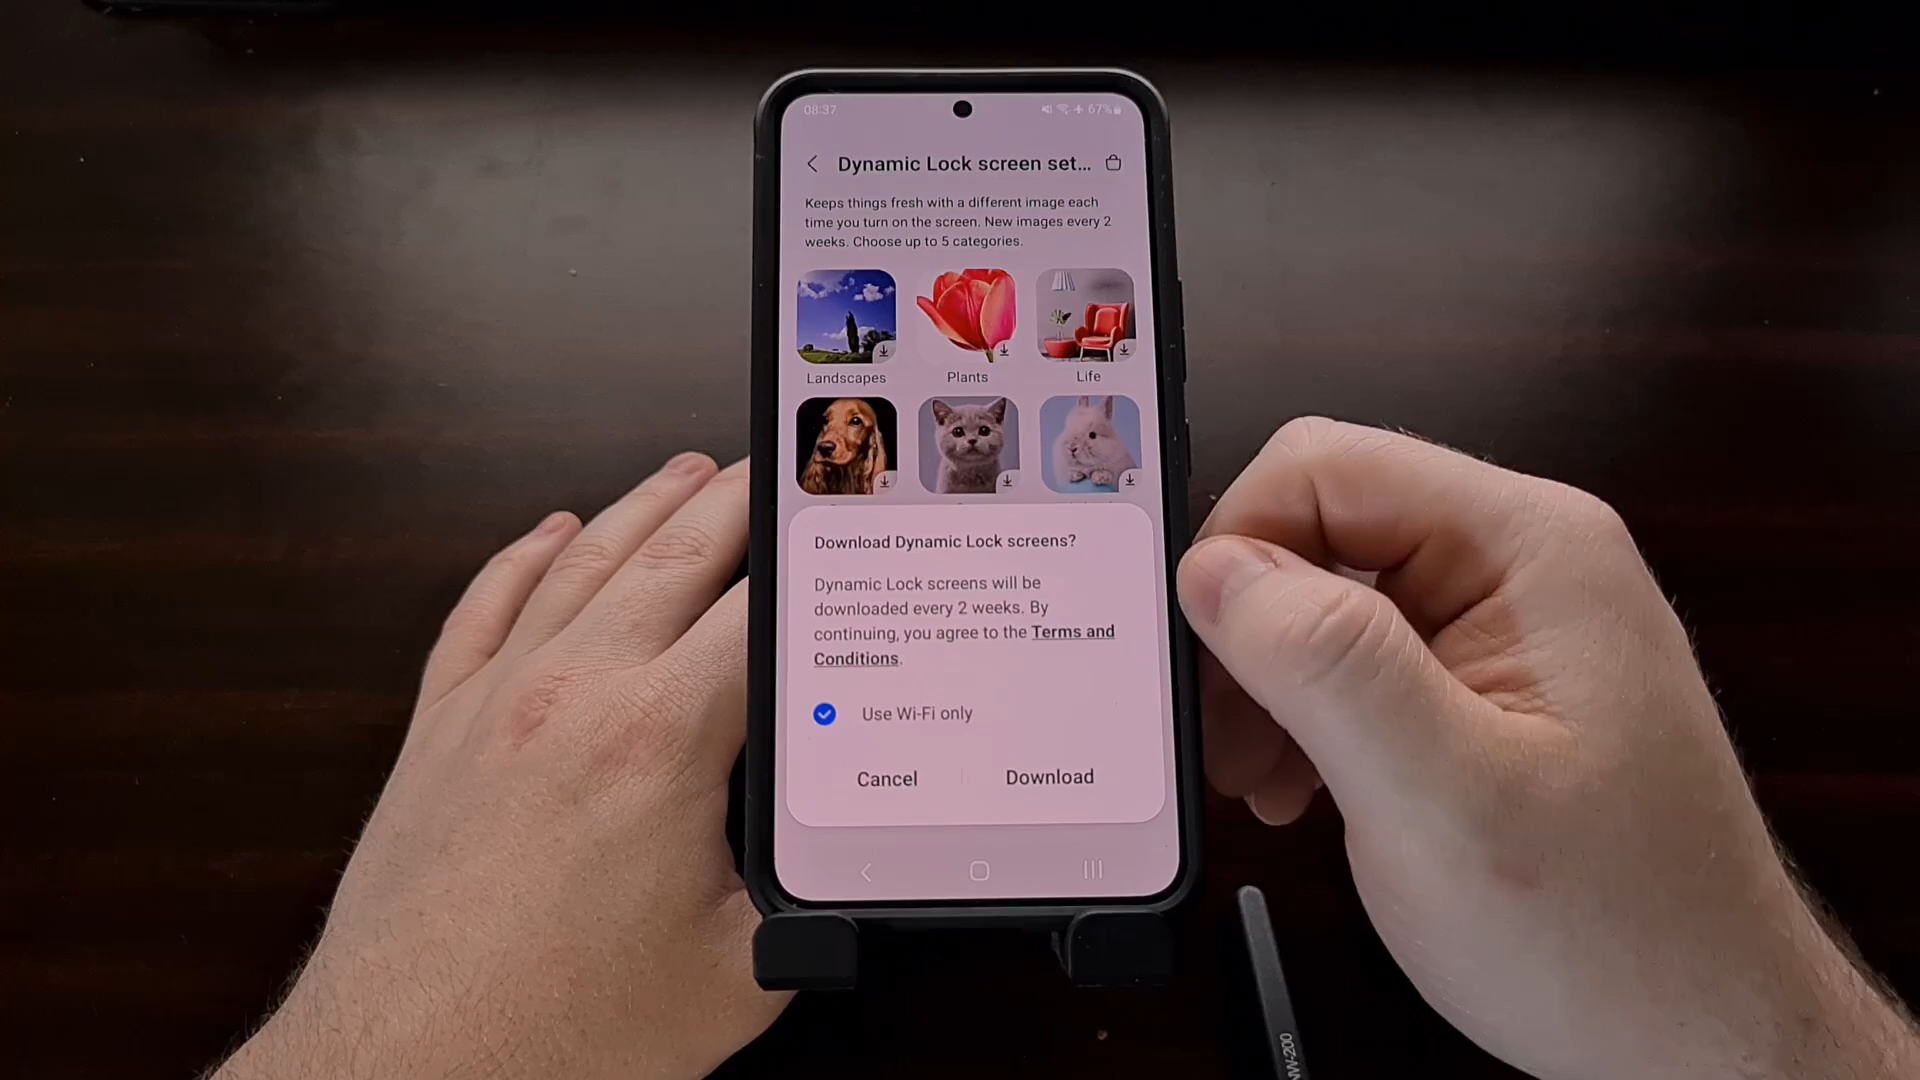 08:37
67%
Dynamic Lock screen set...
Keeps things fresh with a different image each
time you turn on the screen. New images every 2
weeks. Choose up to 5 categories.
Landscapes
Plants
Life
Download Dynamic Lock screens?
Dynamic Lock screens will be
downloaded every 2 weeks. By
continuing, you agree to the Terms and
Conditions.
Use Wi-Fi only
Cancel
Download